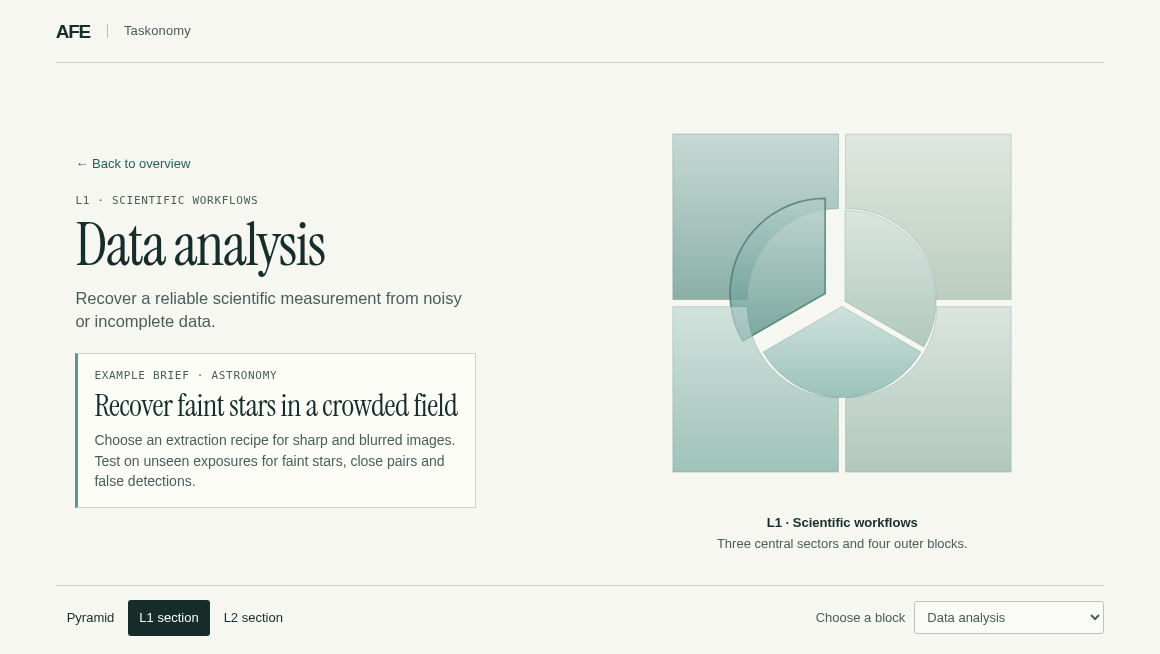 AFE
Taskonomy
← Back to overview
L1 · SCIENTIFIC WORKFLOWS
Data analysis
Recover a reliable scientific measurement from noisy
or incomplete data.
EXAMPLE BRIEF · ASTRONOMY
Recover faint stars in a crowded field
Choose an extraction recipe for sharp and blurred images.
Test on unseen exposures for faint stars, close pairs and
false detections.
L1 · Scientific workflows
Three central sectors and four outer blocks.
Pyramid
L1 section
L2 section
Choose a block
Data analysis